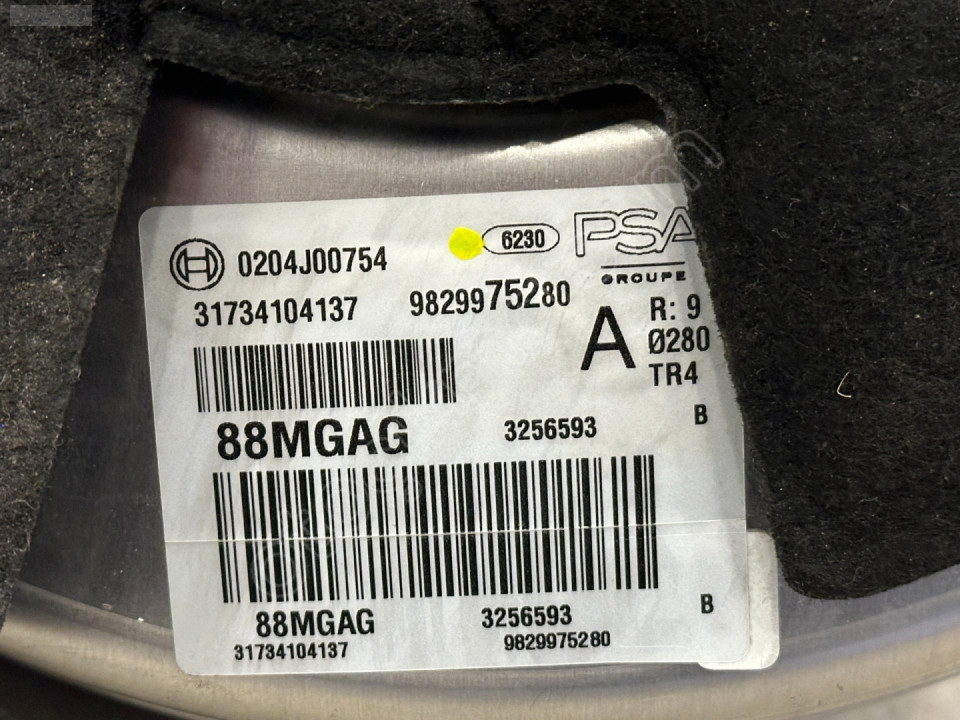 6230 PSA
0204J00754
GROUPE
31734104137 9829975280
A R: 9
Ø280
TR4
88MGAG 3256593 B
88MGAG 3256593 B
31734104137 9829975280